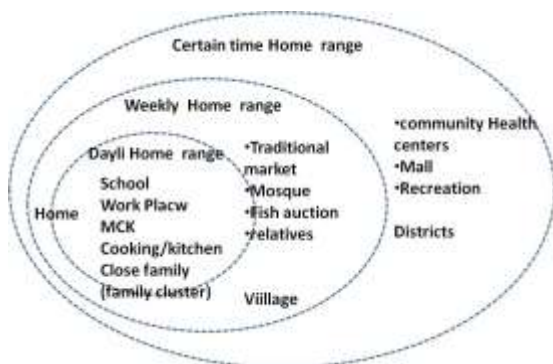 Certain time Home range
Weekly Home range
Dayli Home range
Home
School
Work Placw
MCK
Cooking/kitchen
Close family
(family cluster)
•Traditional
market
•Mosque
•Fish auction
•relatives
Viillage
•community Health
centers
•Mall
•Recreation
Districts